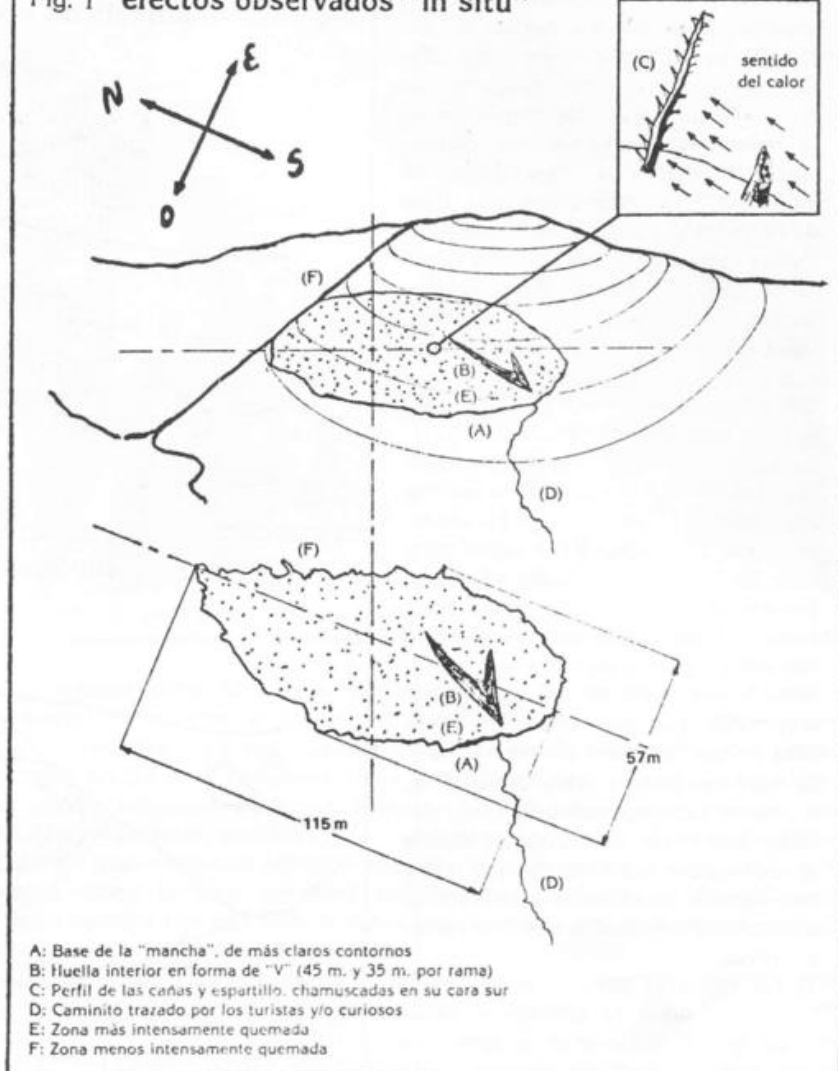 Fig. 1 efectos observados "in situ"
E
N
S
O
(C)
sentido
del calor
(F)
(B)
(E)
(A)
(D)
(F)
(B)
(E)
(A)
57m
115 m
(D)
A: Base de la "mancha", de más claros contornos
B: Huella interior en forma de "V" (45 m. y 35 m. por rama)
C: Perfil de las cañas y espartillo, chamuscadas en su cara sur
D: Caminito trazado por los turistas y/o curiosos
E: Zona más intensamente quemada
F: Zona menos intensamente quemada